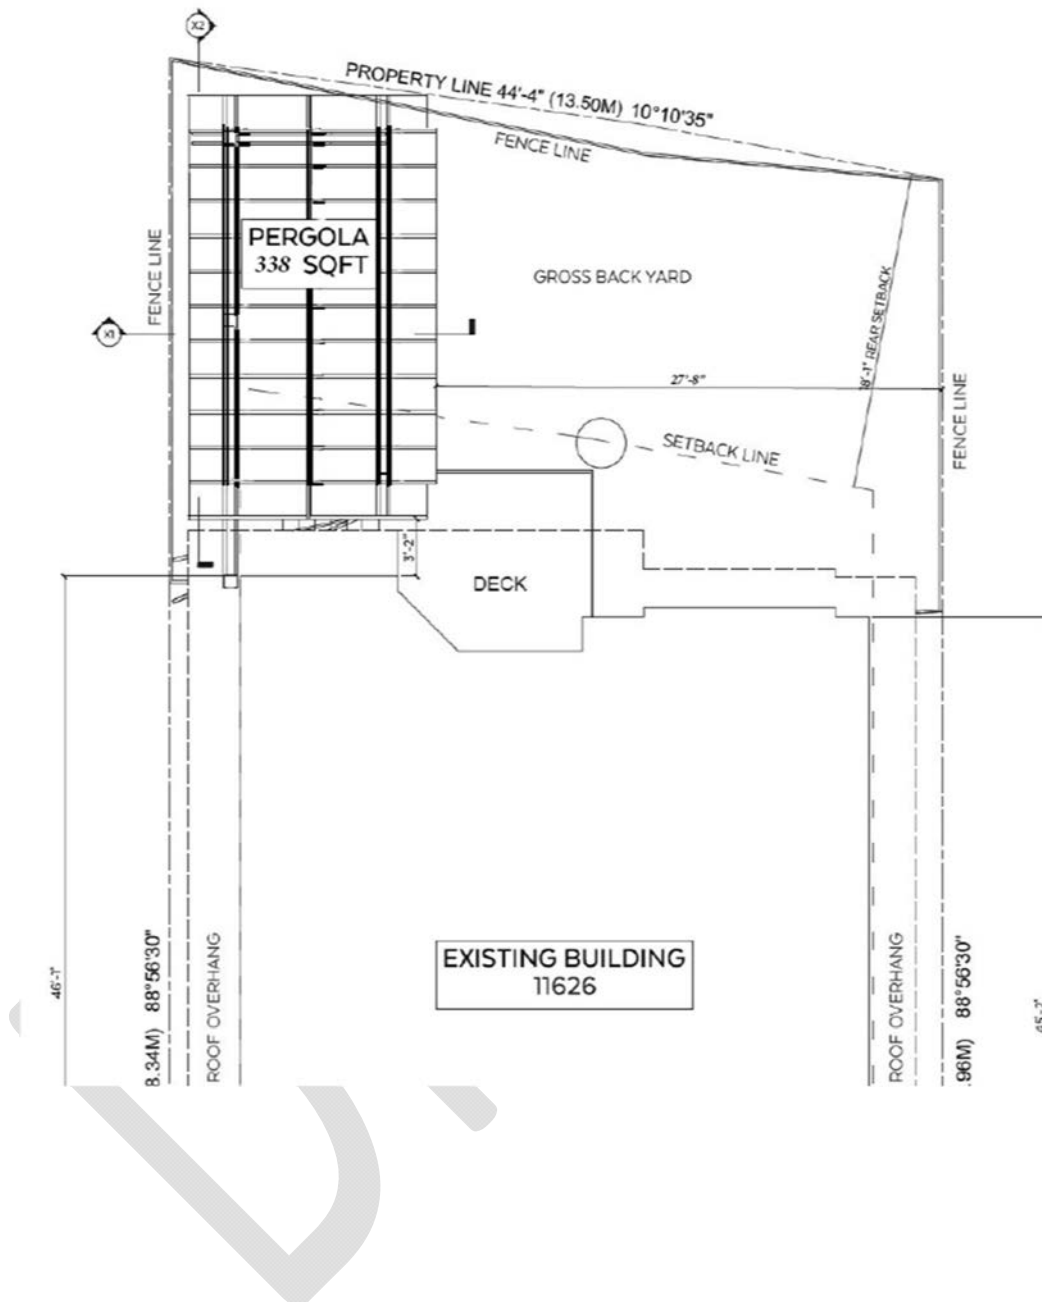 X2
PROPERTY LINE 44'-4" (13.50M) 10°10'35"
FENCE LINE
FENCE LINE
PERGOLA
338 SQFT
GROSS BACK YARD
18'-1" REAR SETBACK
X1
27'-8"
FENCE LINE
SETBACK LINE
3'-2"
DECK
EXISTING BUILDING
11626
46'-1"
8.34M) 88°56'30"
ROOF OVERHANG
ROOF OVERHANG
.96M) 88°56'30"